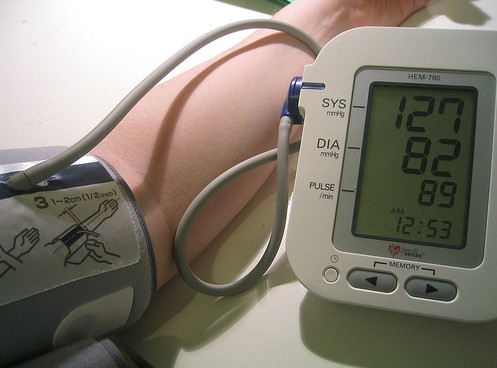 HEM-780
SYS
mmHg
127
DIA
mmHg
82
PULSE
/min
89
AM
12:53
MEMORY
3 1~2cm (1/2inch)